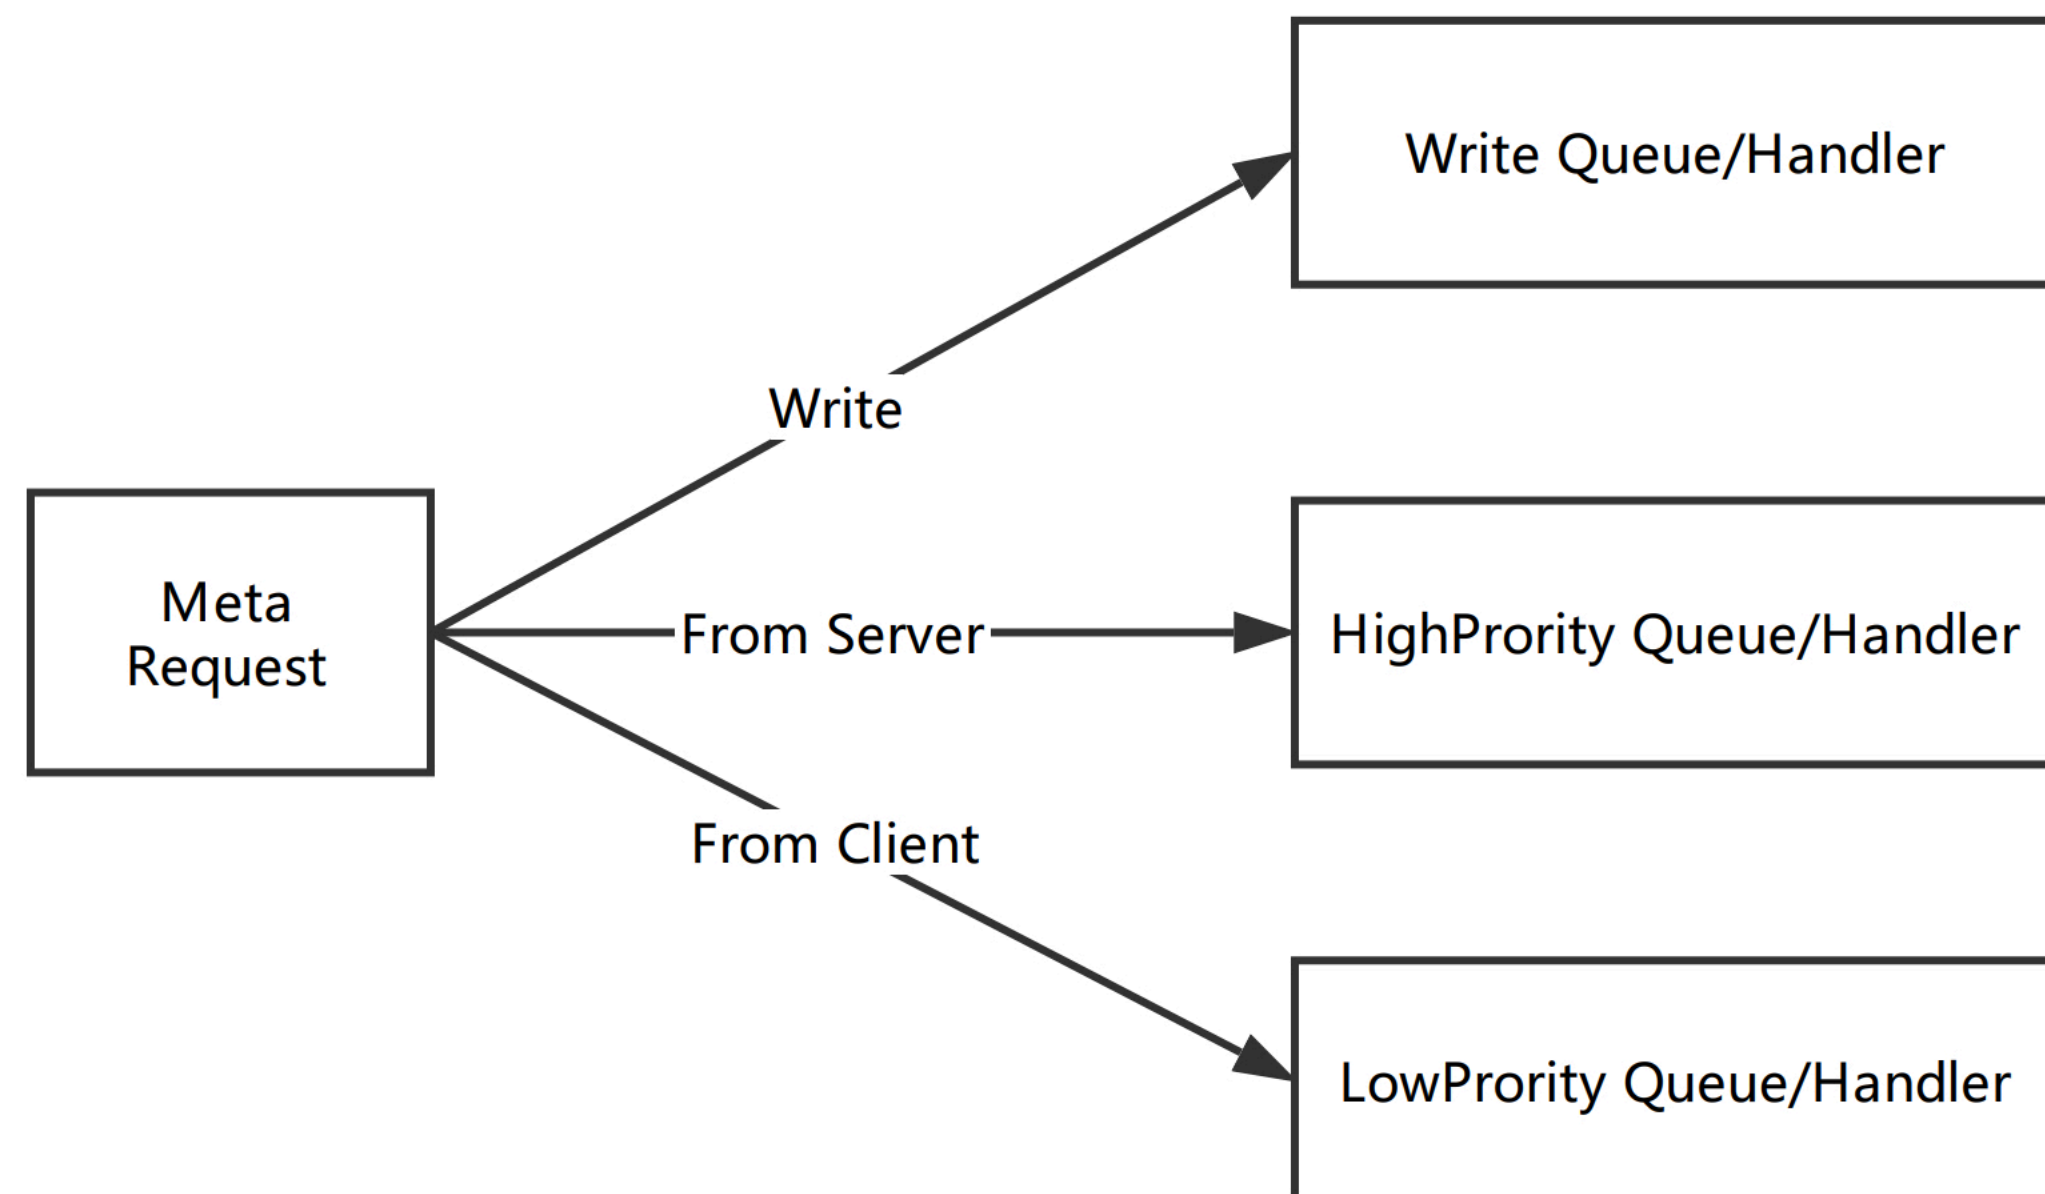 Write Queue/Handler
Write
Meta
Request
From Server
HighPrority Queue/Handler
From Client
LowPrority Queue/Handler